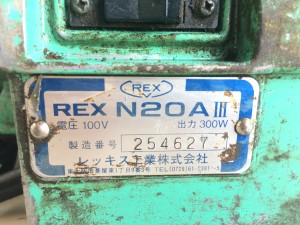 REX
REX N20AⅢ
電圧 100V 出力 300W
製造番号 254627
レッキス工業株式会社